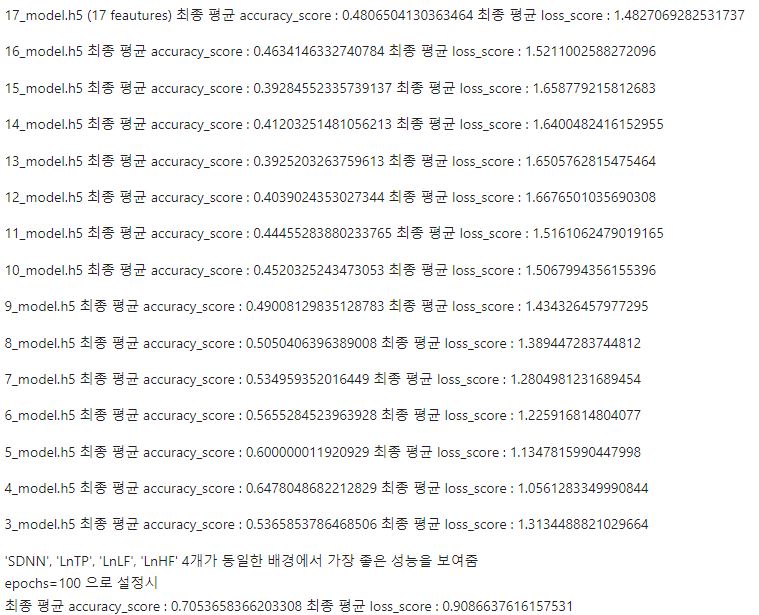 17_model.h5 (17 feautures) 최종 평균 accuracy_score : 0.4806504130363464 최종 평균 loss_score : 1.4827069282531737
16_model.h5 최종 평균 accuracy_score : 0.4634146332740784 최종 평균 loss_score : 1.5211002588272096
15_model.h5 최종 평균 accuracy_score : 0.39284552335739137 최종 평균 loss_score : 1.658779215812683
14_model.h5 최종 평균 accuracy_score : 0.41203251481056213 최종 평균 loss_score : 1.6400482416152955
13_model.h5 최종 평균 accuracy_score : 0.3925203263759613 최종 평균 loss_score : 1.6505762815475464
12_model.h5 최종 평균 accuracy_score : 0.4039024353027344 최종 평균 loss_score : 1.6676501035690308
11_model.h5 최종 평균 accuracy_score : 0.44455283880233765 최종 평균 loss_score : 1.5161062479019165
10_model.h5 최종 평균 accuracy_score : 0.4520325243473053 최종 평균 loss_score : 1.5067994356155396
9_model.h5 최종 평균 accuracy_score : 0.49008129835128783 최종 평균 loss_score : 1.434326457977295
8_model.h5 최종 평균 accuracy_score : 0.5050406396389008 최종 평균 loss_score : 1.389447283744812
7_model.h5 최종 평균 accuracy_score : 0.534959352016449 최종 평균 loss_score : 1.2804981231689454
6_model.h5 최종 평균 accuracy_score : 0.5655284523963928 최종 평균 loss_score : 1.225916814804077
5_model.h5 최종 평균 accuracy_score : 0.600000011920929 최종 평균 loss_score : 1.1347815990447998
4_model.h5 최종 평균 accuracy_score : 0.6478048682212829 최종 평균 loss_score : 1.0561283349990844
3_model.h5 최종 평균 accuracy_score : 0.5365853786468506 최종 평균 loss_score : 1.3134488821029664
'SDNN', 'LnTP', 'LnLF', 'LnHF' 4개가 동일한 배경에서 가장 좋은 성능을 보여줌
epochs=100 으로 설정시
최종 평균 accuracy_score : 0.7053658366203308 최종 평균 loss_score : 0.9086637616157531